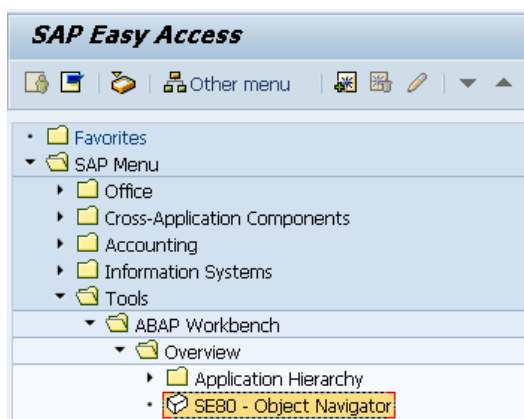 SAP Easy Access
Other menu
Favorites
SAP Menu
Office
Cross-Application Components
Accounting
Information Systems
Tools
ABAP Workbench
Overview
Application Hierarchy
SE80 - Object Navigator